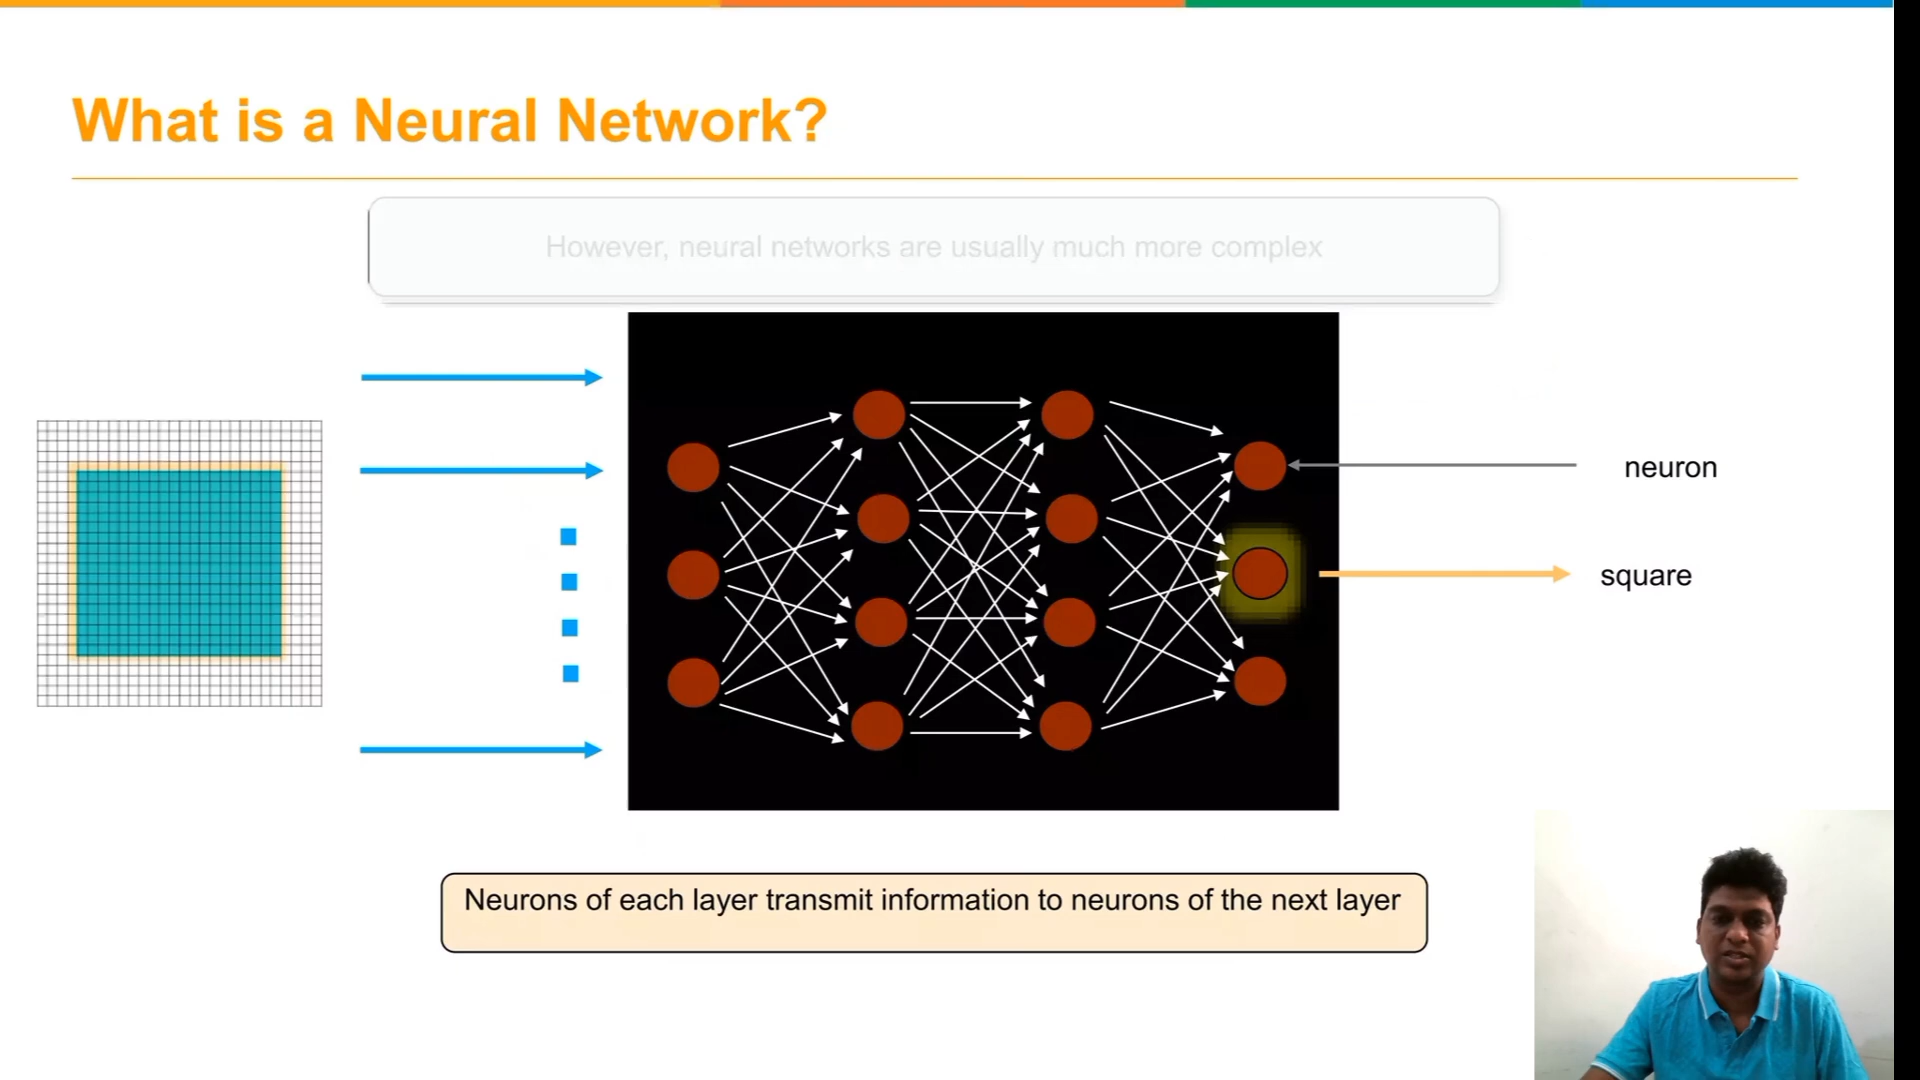 What is a Neural Network?
However, neural networks are usually much more complex
neuron
square
Neurons of each layer transmit information to neurons of the next layer